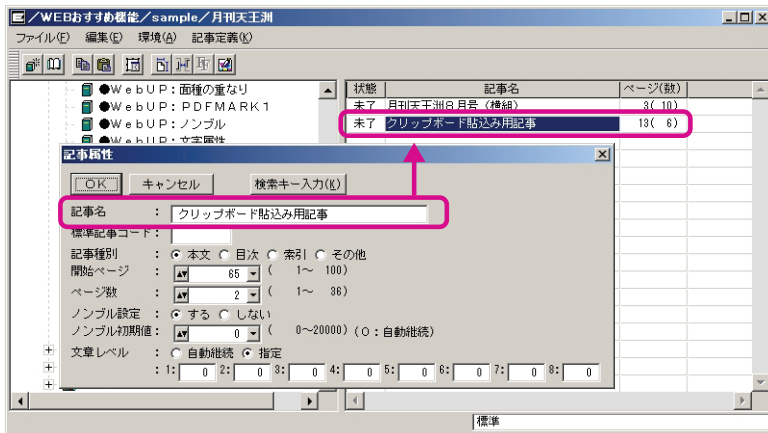 ／WEBおすすめ機能／sample／月刊天王洲
ファイル(F) 編集(E) 環境(A) 記事定義(K)
●WebUP：面種の重なり
●WebUP：PDFMARK1
●WebUP：ノンブル
●WebUP：文字属性
状態 記事名 ページ(数)
未了 月刊天王洲８月号（横組） 3( 10)
未了 クリップボード貼込み用記事 13( 6)
記事属性
OK キャンセル 検索キー入力(K)
記事名 ： クリップボード貼込み用記事
標準記事コード：
記事種別 ： 本文 目次 索引 その他
開始ページ ： 65 ( 1～ 100)
ページ数 ： 2 ( 1～ 36)
ノンブル設定 ： する しない
ノンブル初期値： 0 ( 0～20000) (0：自動継続)
文章レベル ： 自動継続 指定
：1： 0 2： 0 3： 0 4： 0 5： 0 6： 0 7： 0 8： 0
標準